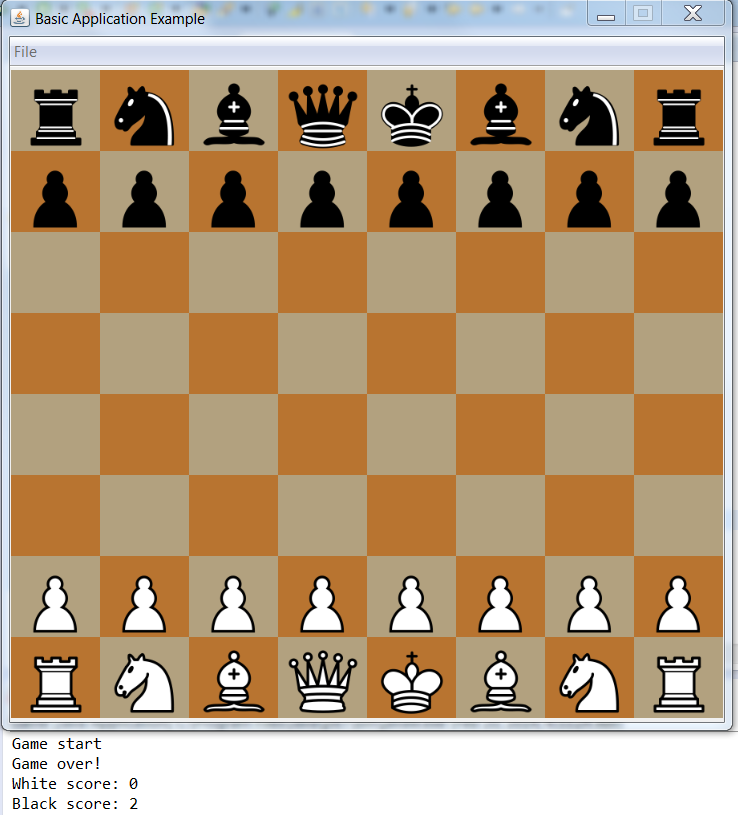 Basic Application Example
File
Game start
Game over!
White score: 0
Black score: 2